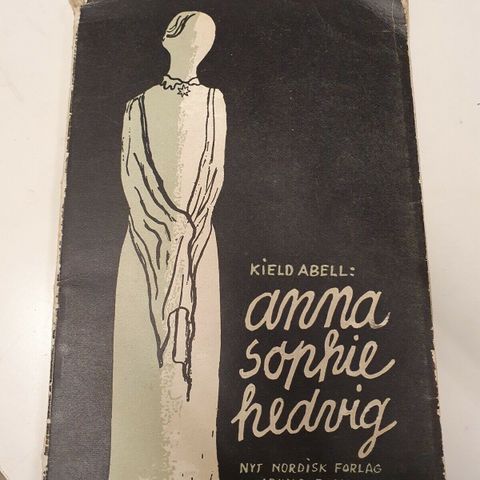 KIELD ABELL:
anna
sophie
hedvig
NYT NORDISK FORLAG